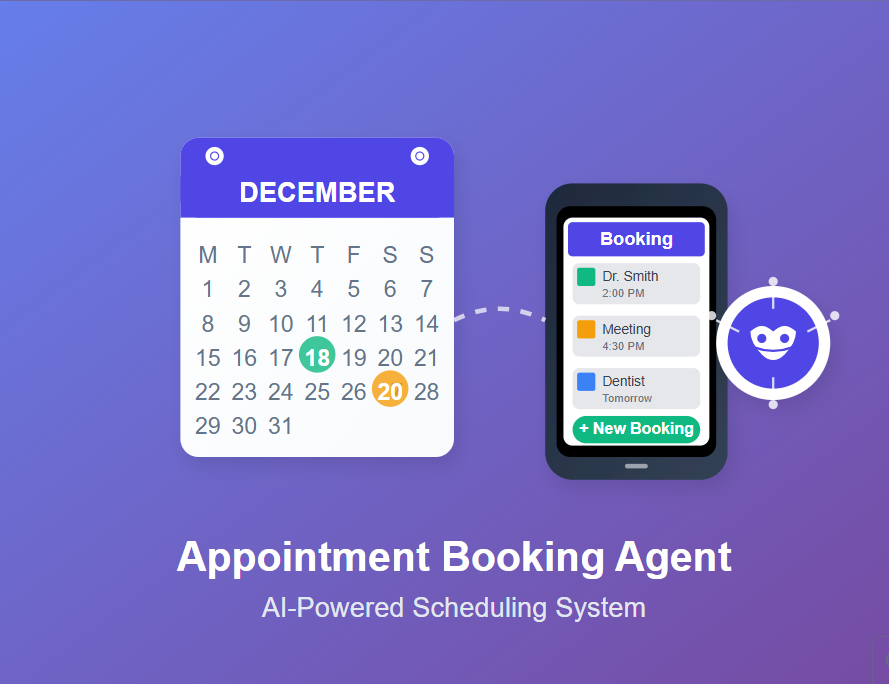 DECEMBER
M T W T F S S
1 2 3 4 5 6 7
8 9 10 11 12 13 14
15 16 17 18 19 20 21
22 23 24 25 26 20 28
29 30 31
Booking
Dr. Smith
2:00 PM
Meeting
4:30 PM
Dentist
Tomorrow
+ New Booking
Appointment Booking Agent
AI-Powered Scheduling System